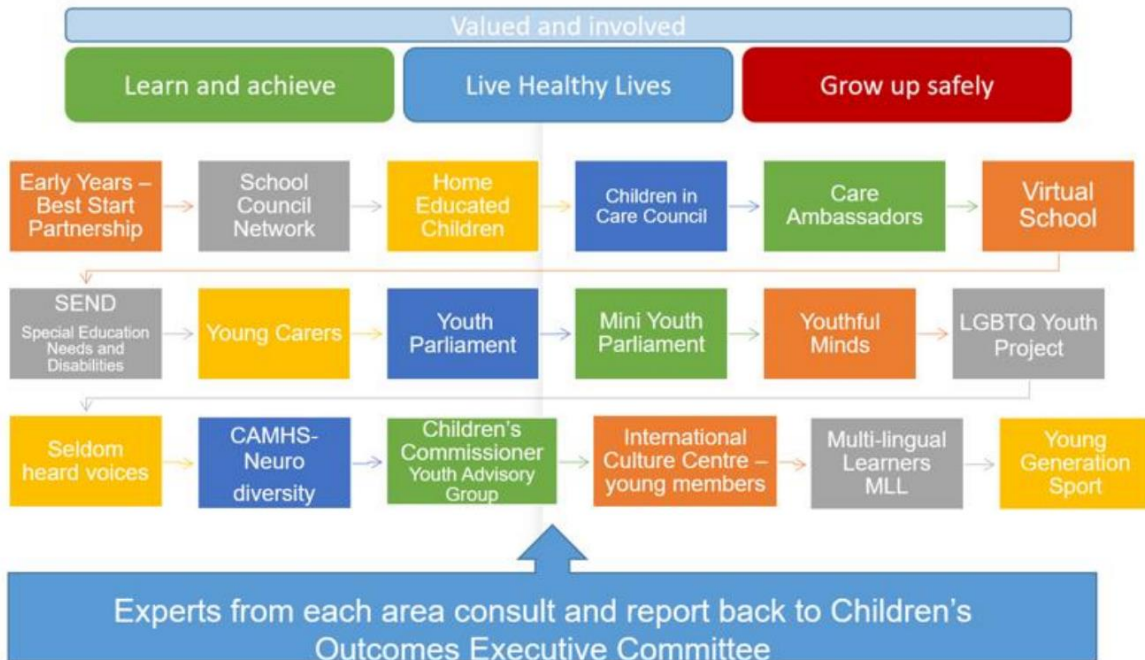 Valued and involved
Learn and achieve
Live Healthy Lives
Grow up safely
Early Years –
Best Start
Partnership
School
Council
Network
Home
Educated
Children
Children in
Care Council
Care
Ambassadors
Virtual
School
SEND
Special Education
Needs and
Disabilities
Young Carers
Youth
Parliament
Mini Youth
Parliament
Youthful
Minds
LGBTQ Youth
Project
Seldom
heard voices
CAMHS-
Neuro
diversity
Children's
Commissioner
Youth Advisory
Group
International
Culture Centre –
young members
Multi-lingual
Learners
MLL
Young
Generation
Sport
Experts from each area consult and report back to Children's
Outcomes Executive Committee